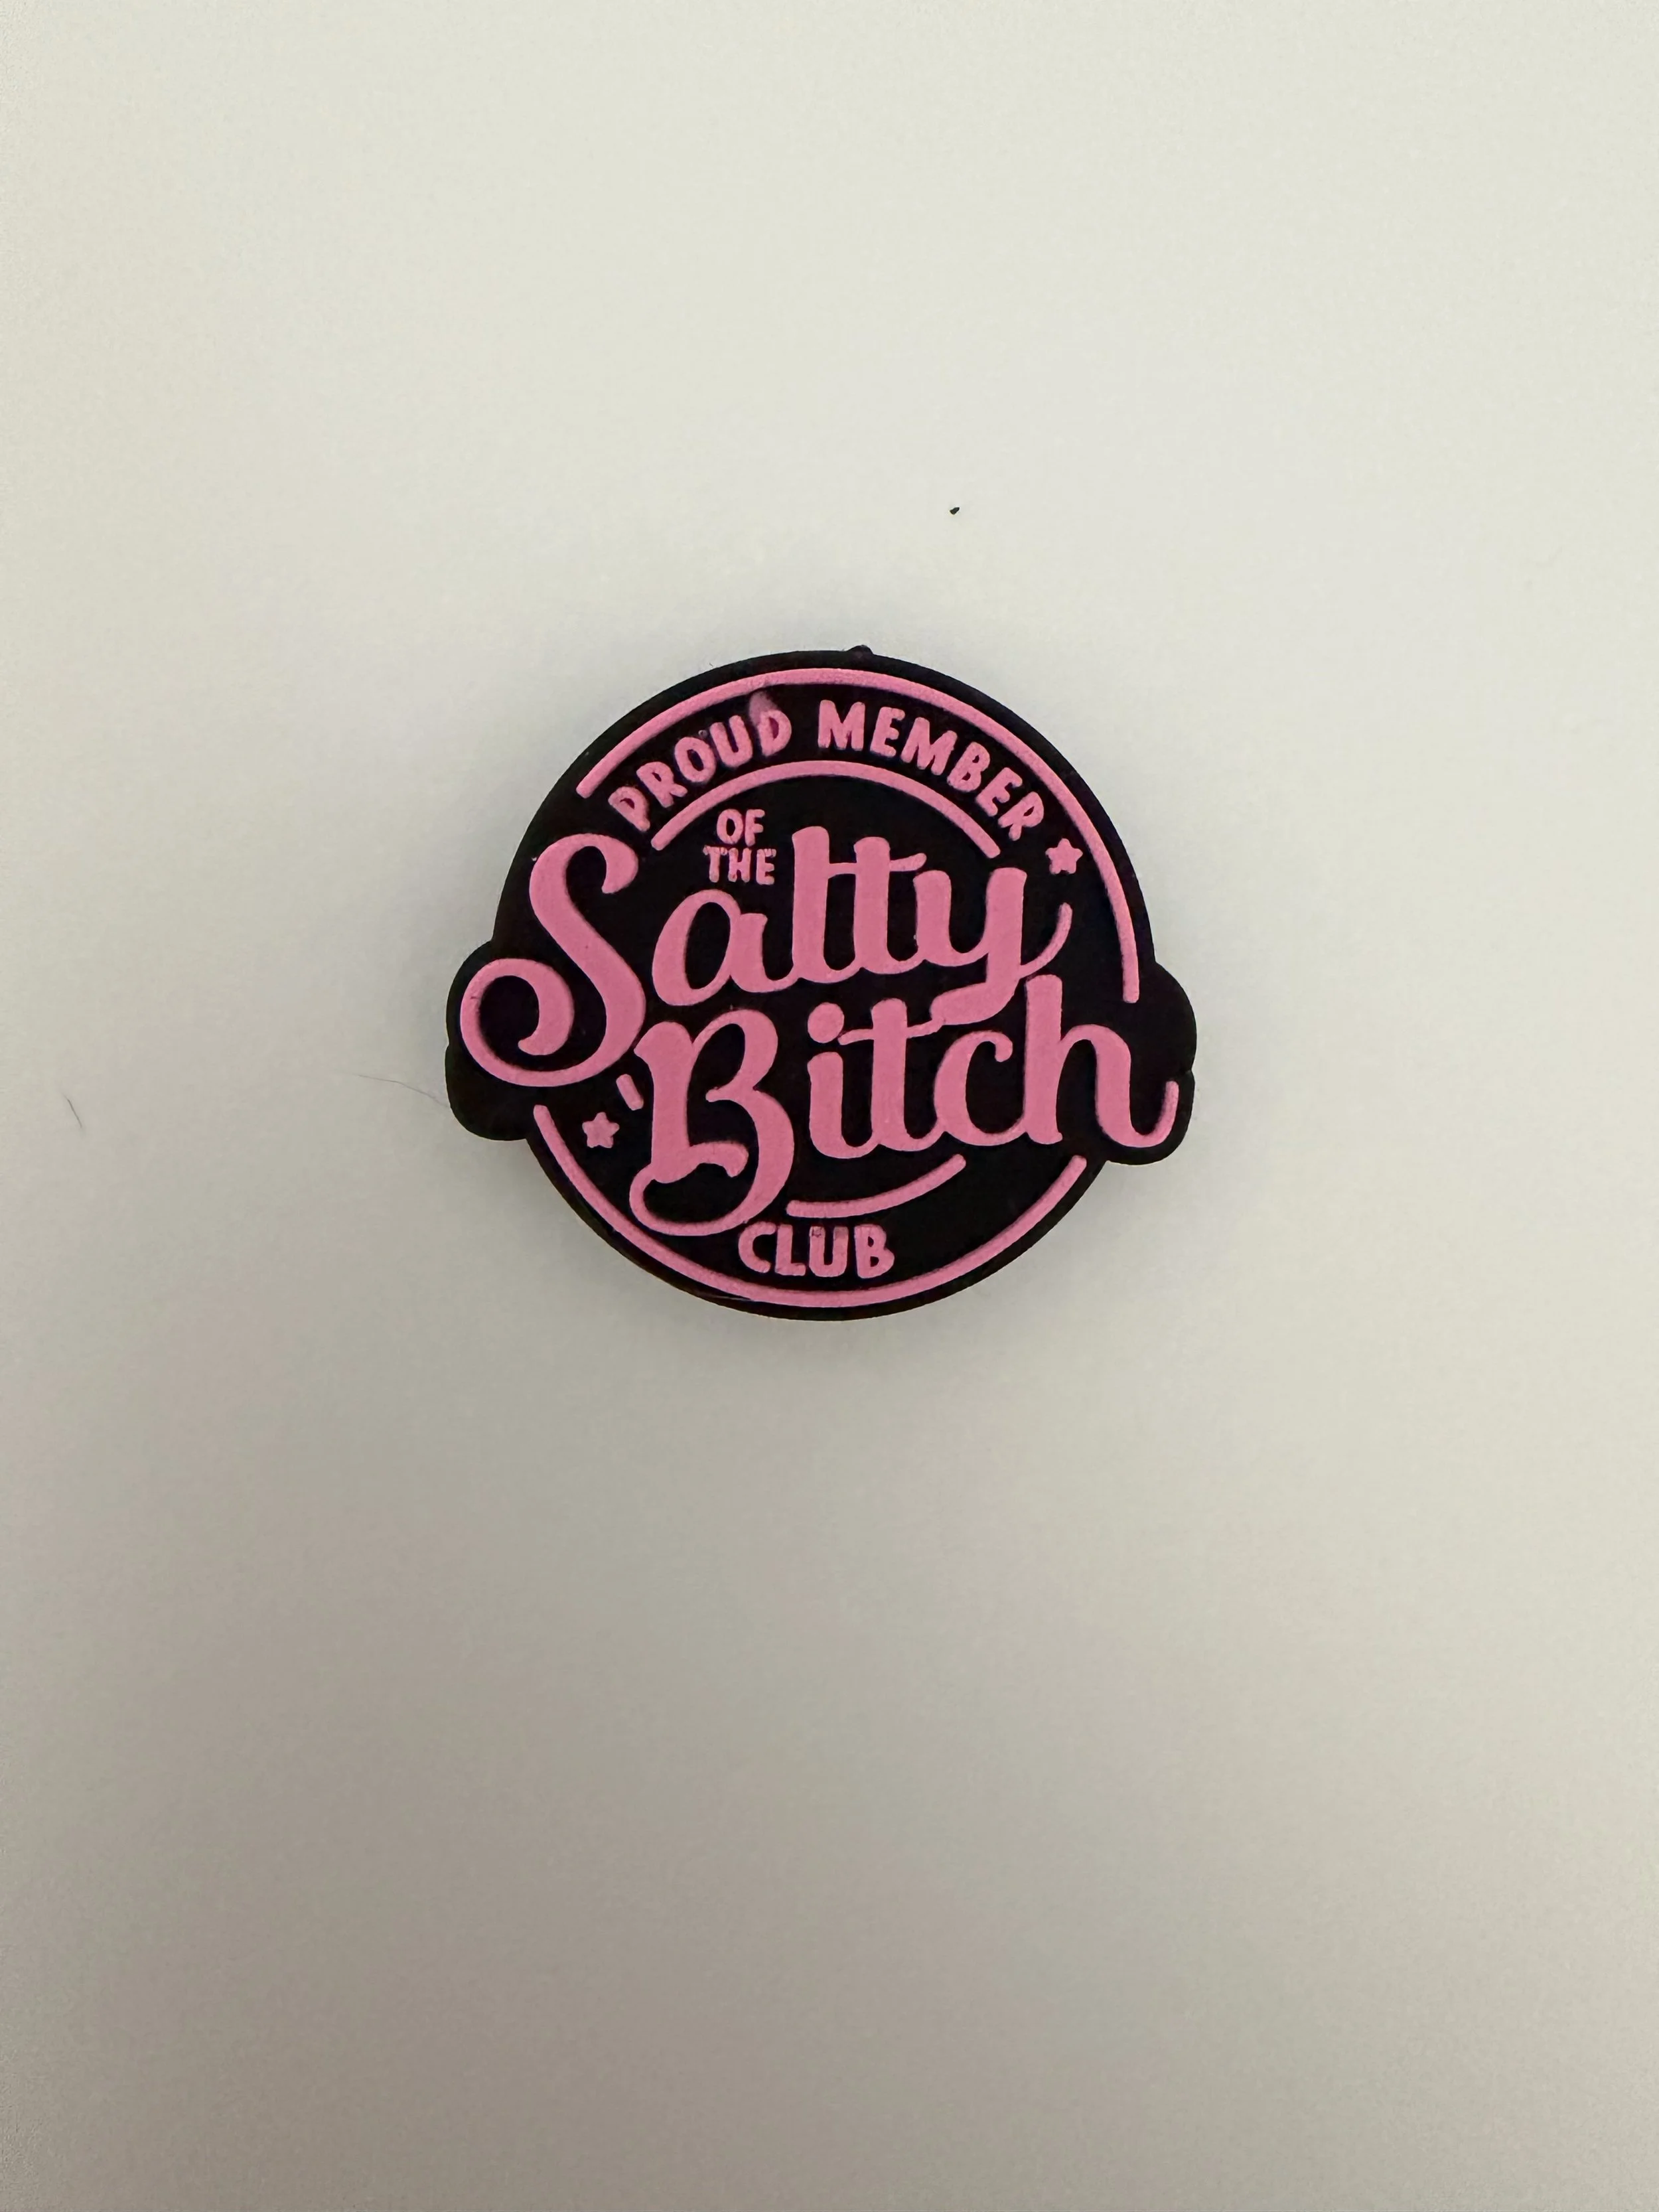 PROUD MEMBER
OF
THE
Salty
Bitch
CLUB